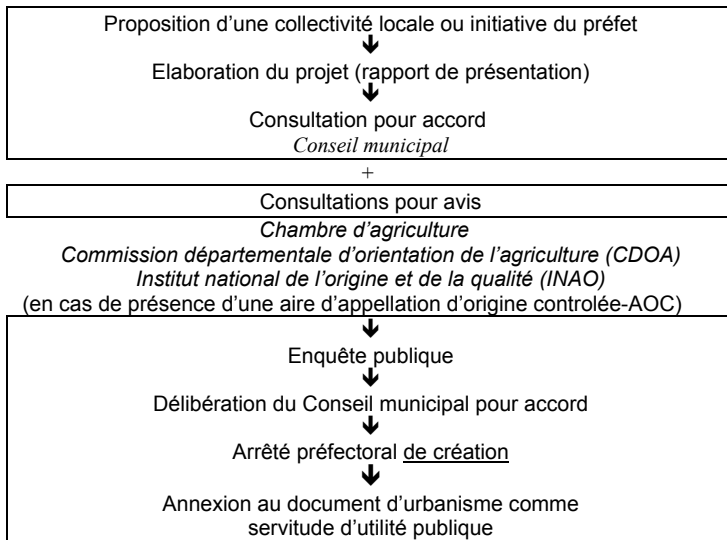 Proposition d’une collectivité locale ou initiative du préfet
Elaboration du projet (rapport de présentation)
Consultation pour accord
Conseil municipal
+
Consultations pour avis
Chambre d’agriculture
Commission départementale d’orientation de l’agriculture (CDOA)
Institut national de l’origine et de la qualité (INAO)
(en cas de présence d’une aire d’appellation d’origine controlée-AOC)
Enquête publique
Délibération du Conseil municipal pour accord
Arrêté préfectoral de création
Annexion au document d’urbanisme comme
servitude d’utilité publique